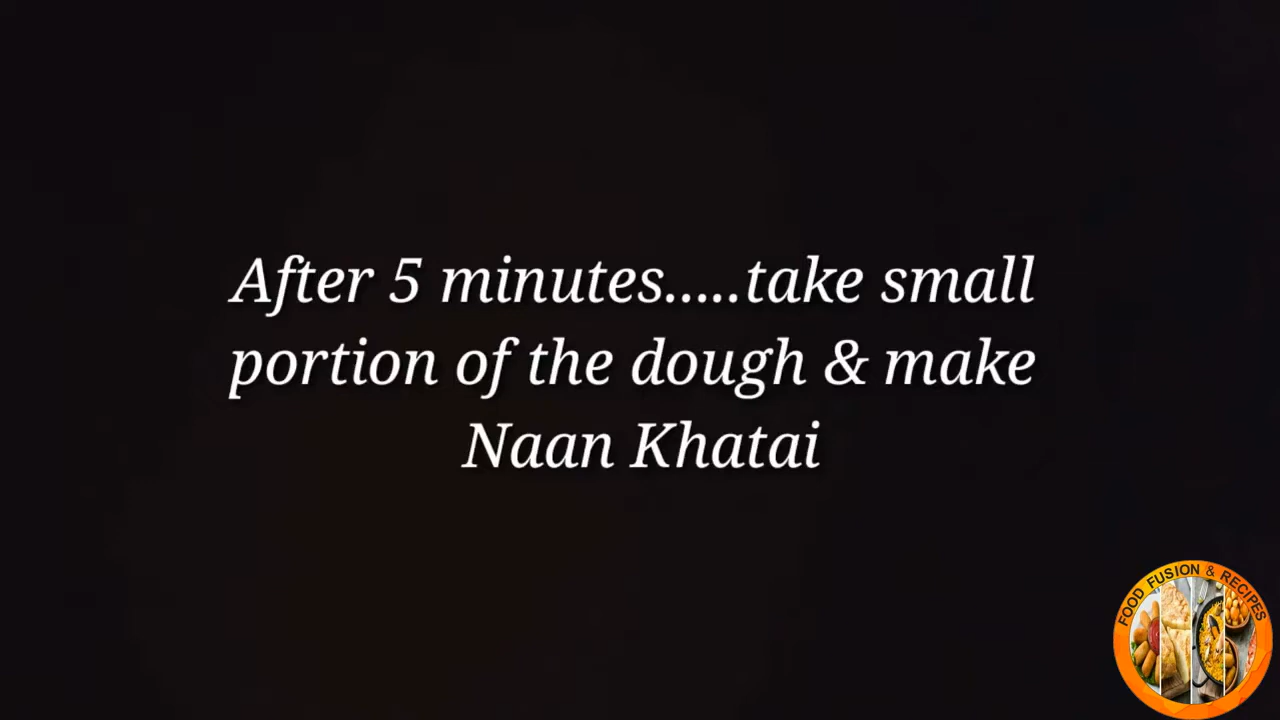 After 5 minutes.....take small
portion of the dough & make
Naan Khatai
FOOD FUSION & RECIPES